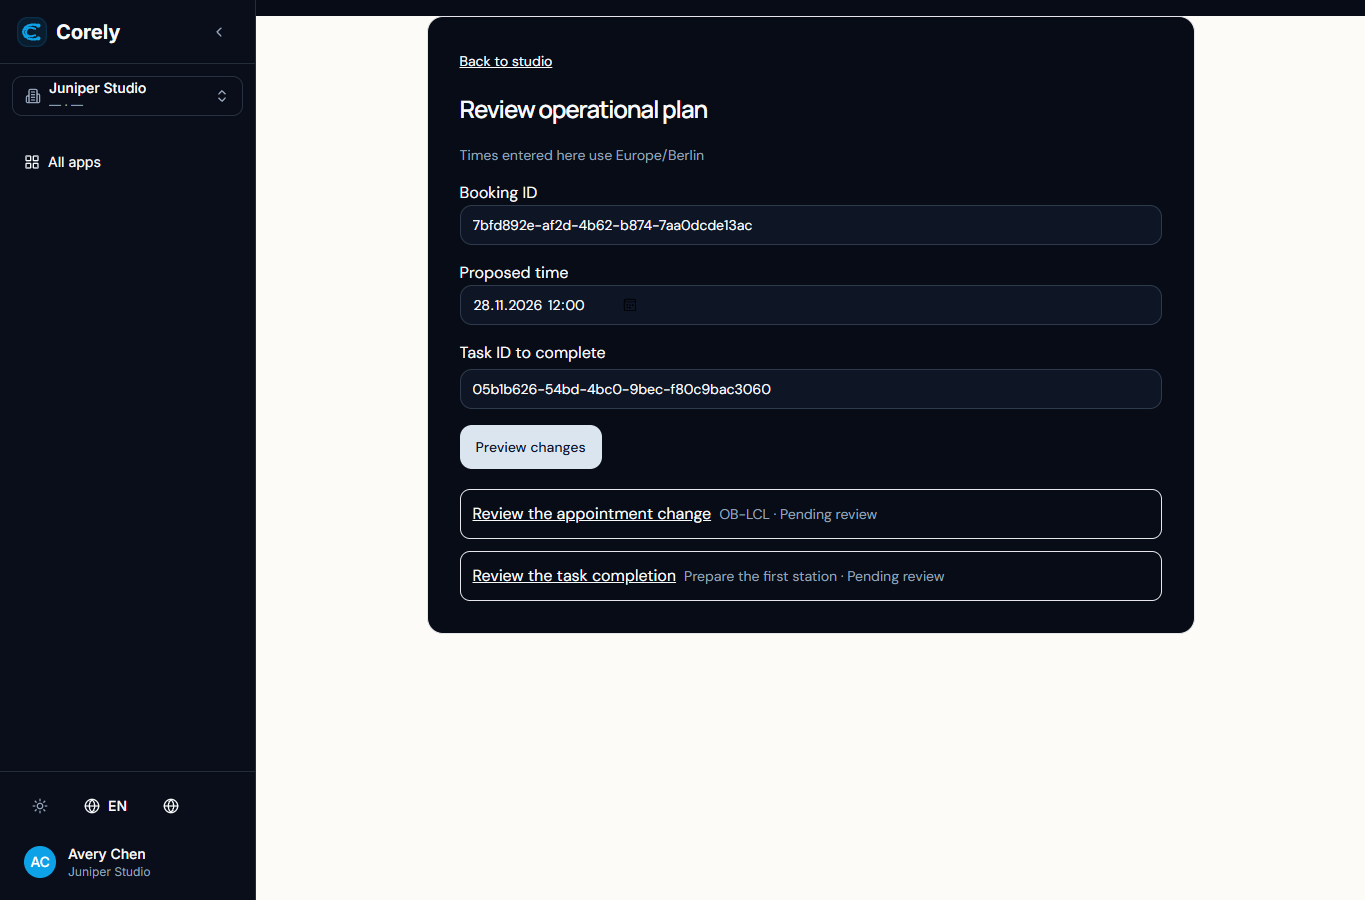 Corely
Juniper Studio
— · —
All apps
EN
AC
Avery Chen
Juniper Studio
Back to studio
Review operational plan
Times entered here use Europe/Berlin
Booking ID
7bfd892e-af2d-4b62-b874-7aa0dcde13ac
Proposed time
28.11.2026 12:00
Task ID to complete
05b1b626-54bd-4bc0-9bec-f80c9bac3060
Preview changes
Review the appointment change OB-LCL · Pending review
Review the task completion Prepare the first station · Pending review